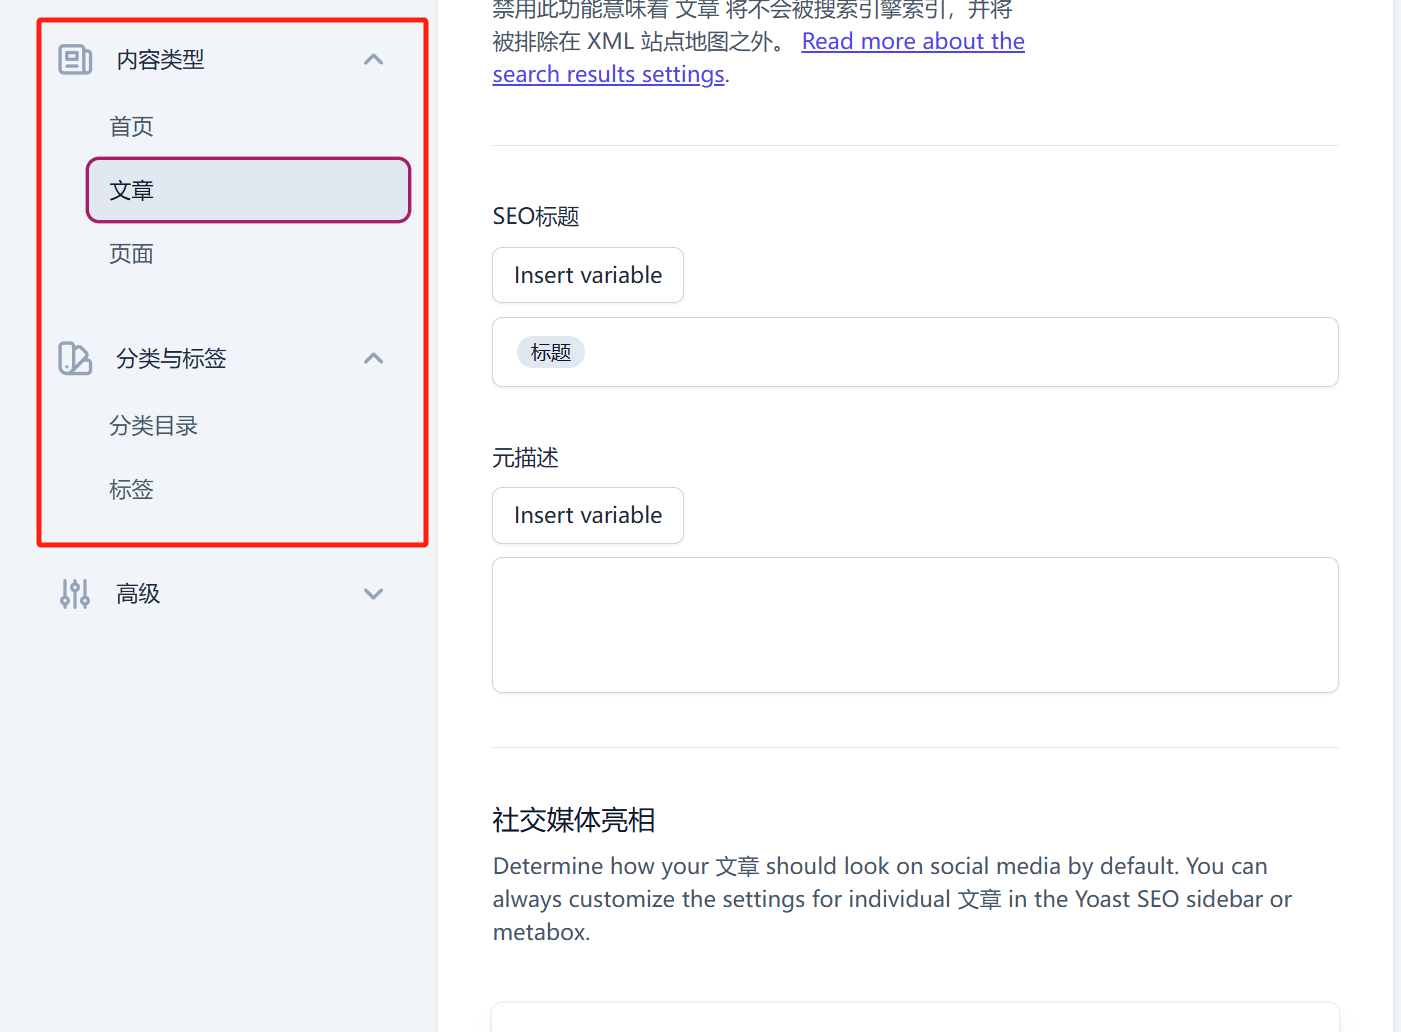 内容类型
首页
文章
页面
分类与标签
分类目录
标签
高级
禁用此功能意味着 文章 将不会被搜索引擎索引，并将
被排除在 XML 站点地图之外。 Read more about the
search results settings.
SEO标题
Insert variable
标题
元描述
Insert variable
社交媒体亮相
Determine how your 文章 should look on social media by default. You can
always customize the settings for individual 文章 in the Yoast SEO sidebar or
metabox.